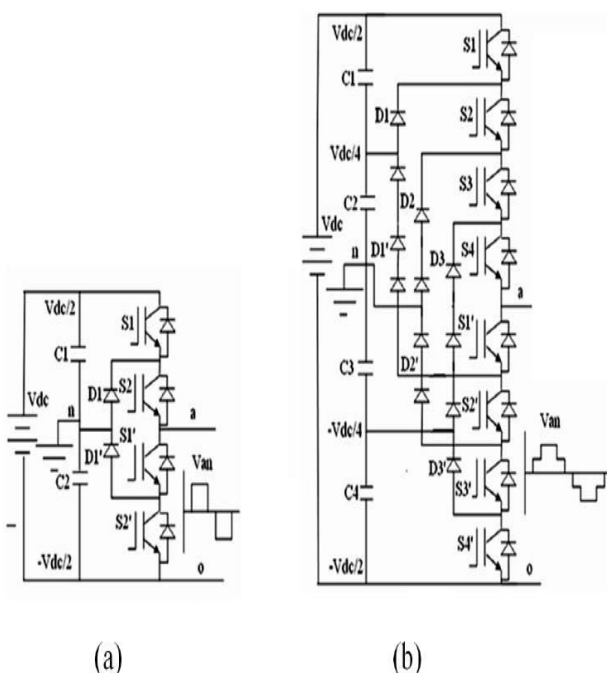 Vdc/2
S1
C1
Vdc
D1
S2
n
a
D1'
S1'
Van
C2
S2'
-Vdc/2
o
(a)
Vdc/2
S1
C1
D1
S2
Vdc/4
S3
C2
D2
Vdc
n
D1'
D3
S4
a
S1'
C3
D2'
S2'
Van
-Vdc/4
D3'
S3'
C4
S4'
-Vdc/2
o
(b)